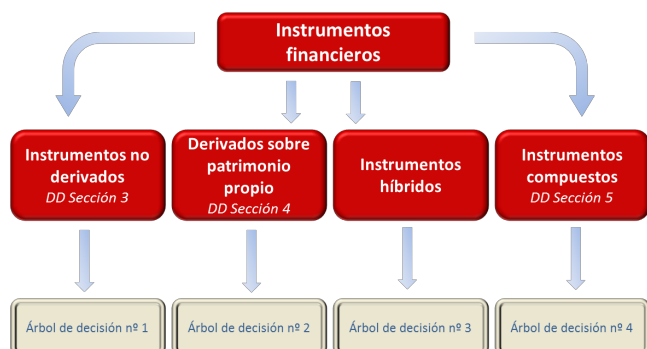 Instrumentos
financieros
Instrumentos no
derivados
DD Sección 3
Derivados sobre
patrimonio
propio
DD Sección 4
Instrumentos
híbridos
Instrumentos
compuestos
DD Sección 5
Árbol de decisión nº 1
Árbol de decisión nº 2
Árbol de decisión nº 3
Árbol de decisión nº 4